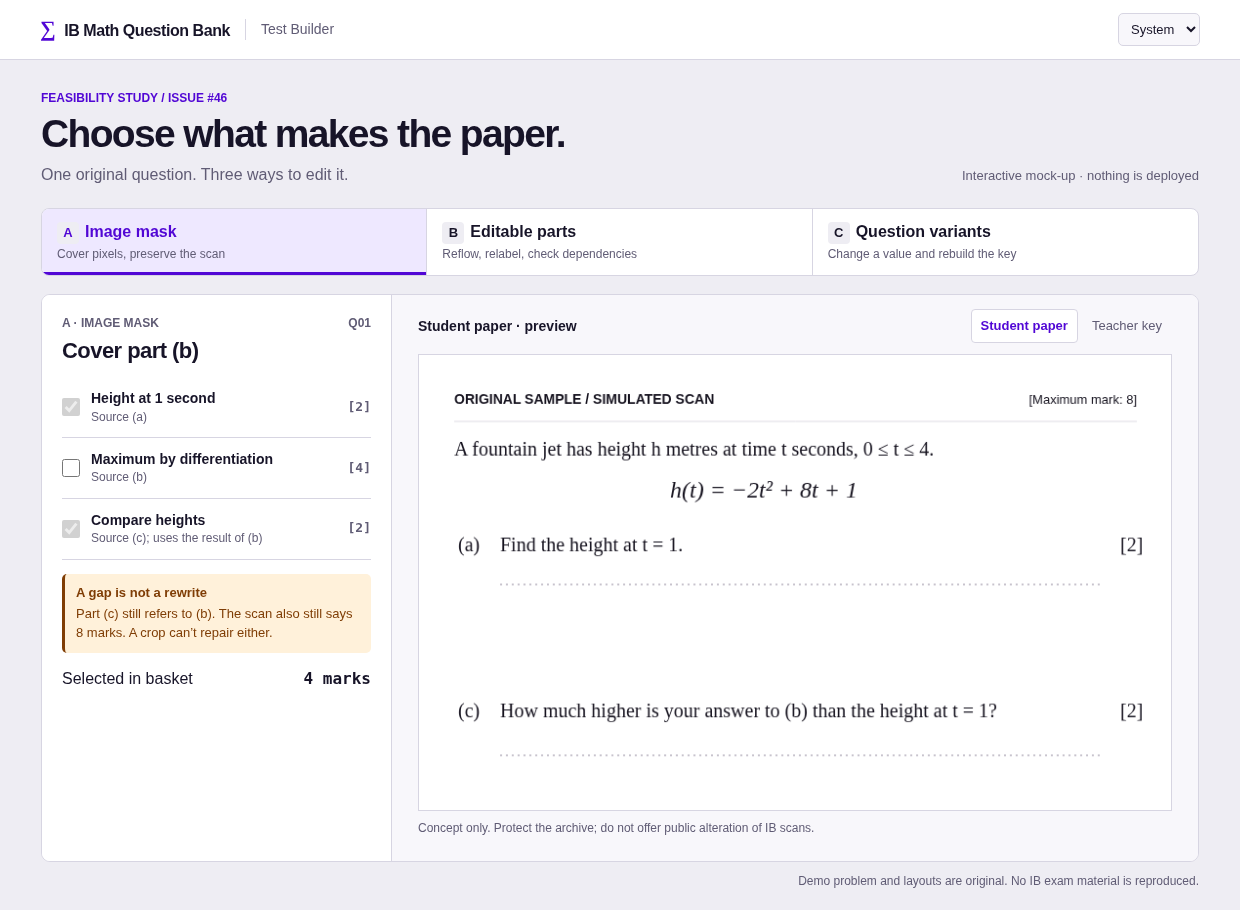 ∑ IB Math Question Bank
Test Builder
System
FEASIBILITY STUDY / ISSUE #46
Choose what makes the paper.
One original question. Three ways to edit it.
Interactive mock-up · nothing is deployed
A Image mask
Cover pixels, preserve the scan
B Editable parts
Reflow, relabel, check dependencies
C Question variants
Change a value and rebuild the key
A · IMAGE MASK
Q01
Cover part (b)
Height at 1 second
[2]
Source (a)
Maximum by differentiation
[4]
Source (b)
Compare heights
[2]
Source (c); uses the result of (b)
A gap is not a rewrite
Part (c) still refers to (b). The scan also still says
8 marks. A crop can’t repair either.
Selected in basket
4 marks
Student paper · preview
Student paper
Teacher key
ORIGINAL SAMPLE / SIMULATED SCAN
[Maximum mark: 8]
A fountain jet has height h metres at time t seconds, 0 ≤ t ≤ 4.
h(t) = −2t² + 8t + 1
(a) Find the height at t = 1. [2]
(c) How much higher is your answer to (b) than the height at t = 1? [2]
Concept only. Protect the archive; do not offer public alteration of IB scans.
Demo problem and layouts are original. No IB exam material is reproduced.